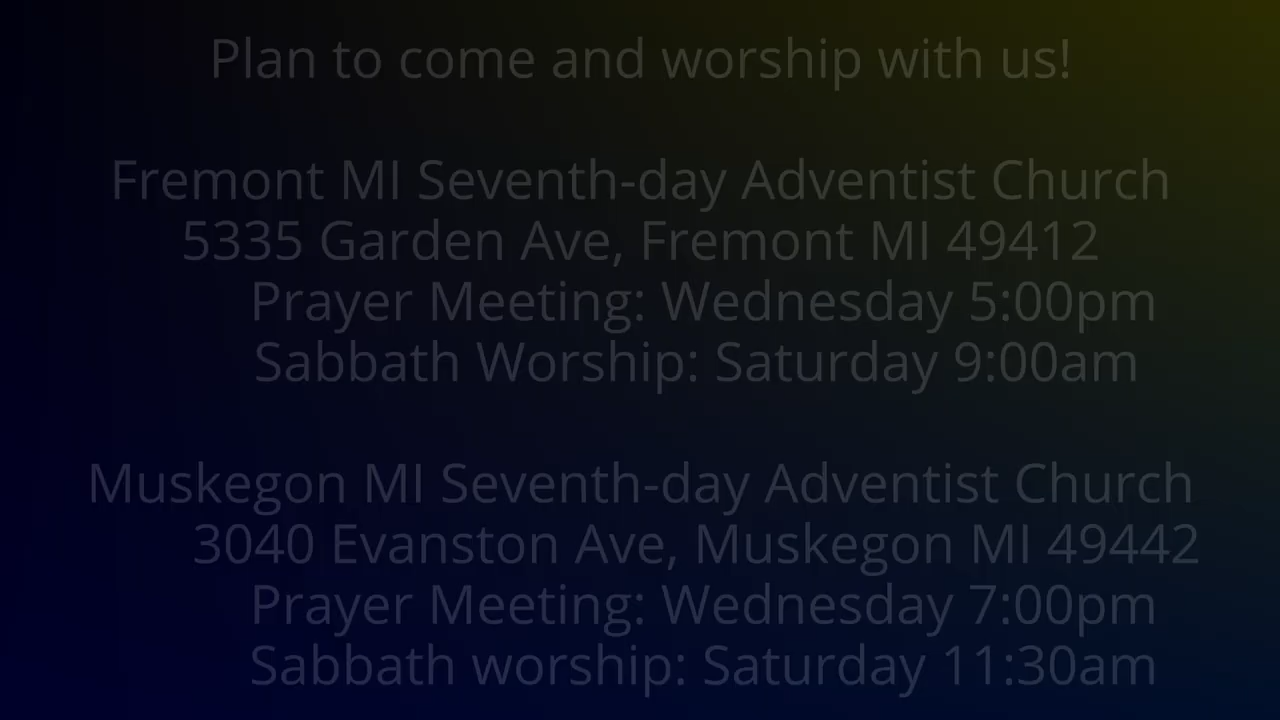 Plan to come and worship with us!
Fremont MI Seventh-day Adventist Church
5335 Garden Ave, Fremont MI 49412
Prayer Meeting: Wednesday 5:00pm
Sabbath Worship: Saturday 9:00am
Muskegon MI Seventh-day Adventist Church
3040 Evanston Ave, Muskegon MI 49442
Prayer Meeting: Wednesday 7:00pm
Sabbath worship: Saturday 11:30am